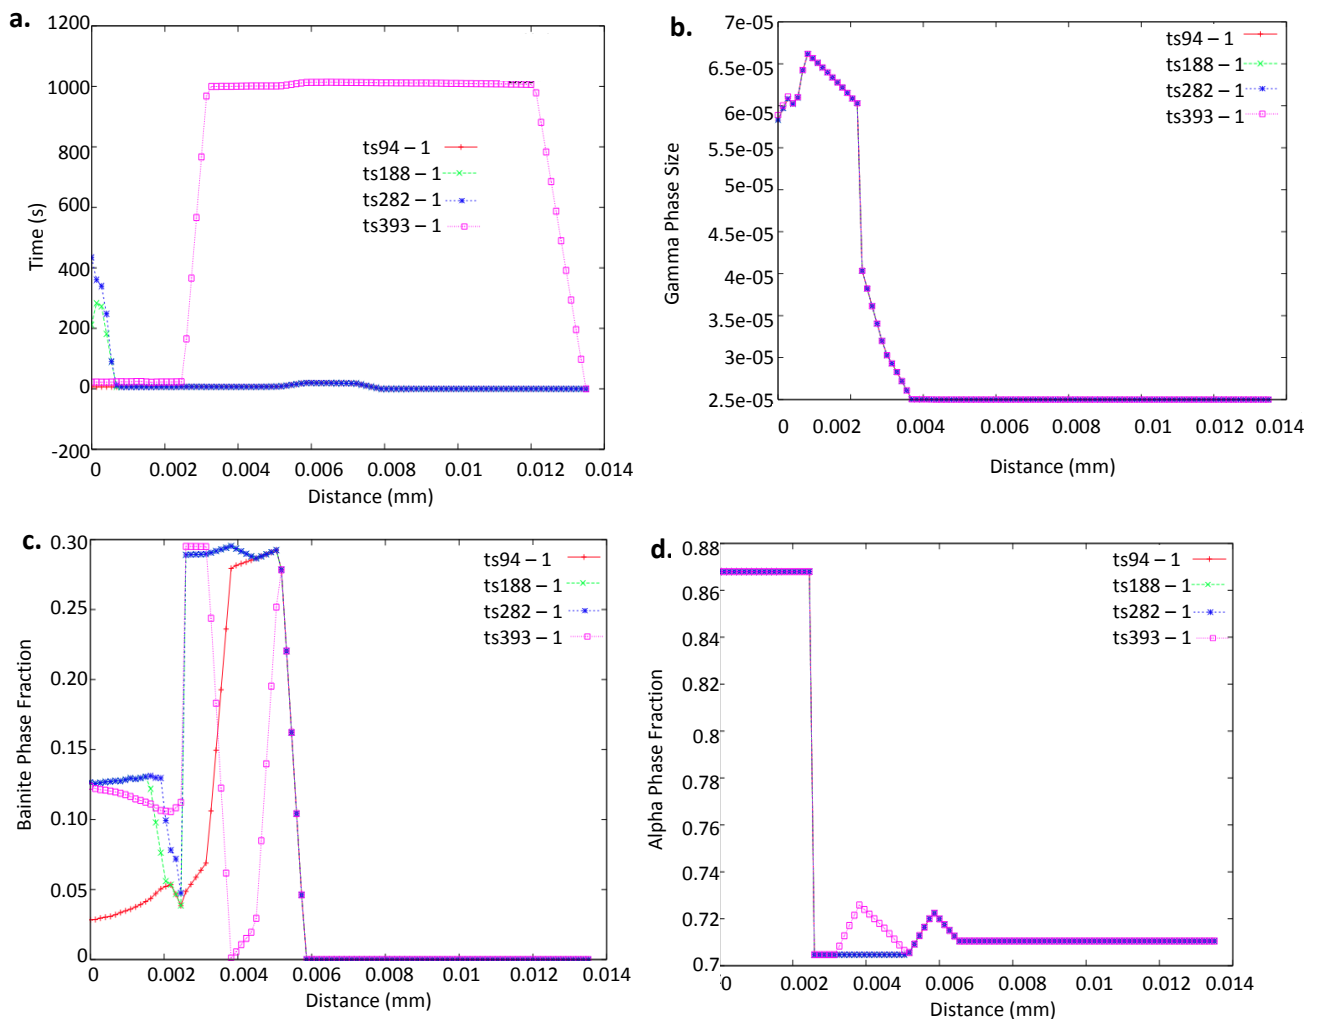 a.
1200
1000
800
600
400
200
0
-200
Time (s)
ts94 – 1
ts188 – 1
ts282 – 1
ts393 – 1
0 0.002 0.004 0.006 0.008 0.01 0.012 0.014
Distance (mm)
b.
7e-05
6.5e-05
6e-05
5.5e-05
5e-05
4.5e-05
4e-05
3.5e-05
3e-05
2.5e-05
Gamma Phase Size
ts94 – 1
ts188 – 1
ts282 – 1
ts393 – 1
0 0.002 0.004 0.006 0.008 0.01 0.012 0.014
Distance (mm)
c.
0.30
0.25
0.20
0.15
0.10
0.05
0
Bainite Phase Fraction
ts94 – 1
ts188 – 1
ts282 – 1
ts393 – 1
0 0.002 0.004 0.006 0.008 0.01 0.012 0.014
Distance (mm)
d.
0.88
0.86
0.84
0.82
0.8
0.78
0.76
0.74
0.72
0.7
Alpha Phase Fraction
ts94 – 1
ts188 – 1
ts282 – 1
ts393 – 1
0 0.002 0.004 0.006 0.008 0.01 0.012 0.014
Distance (mm)